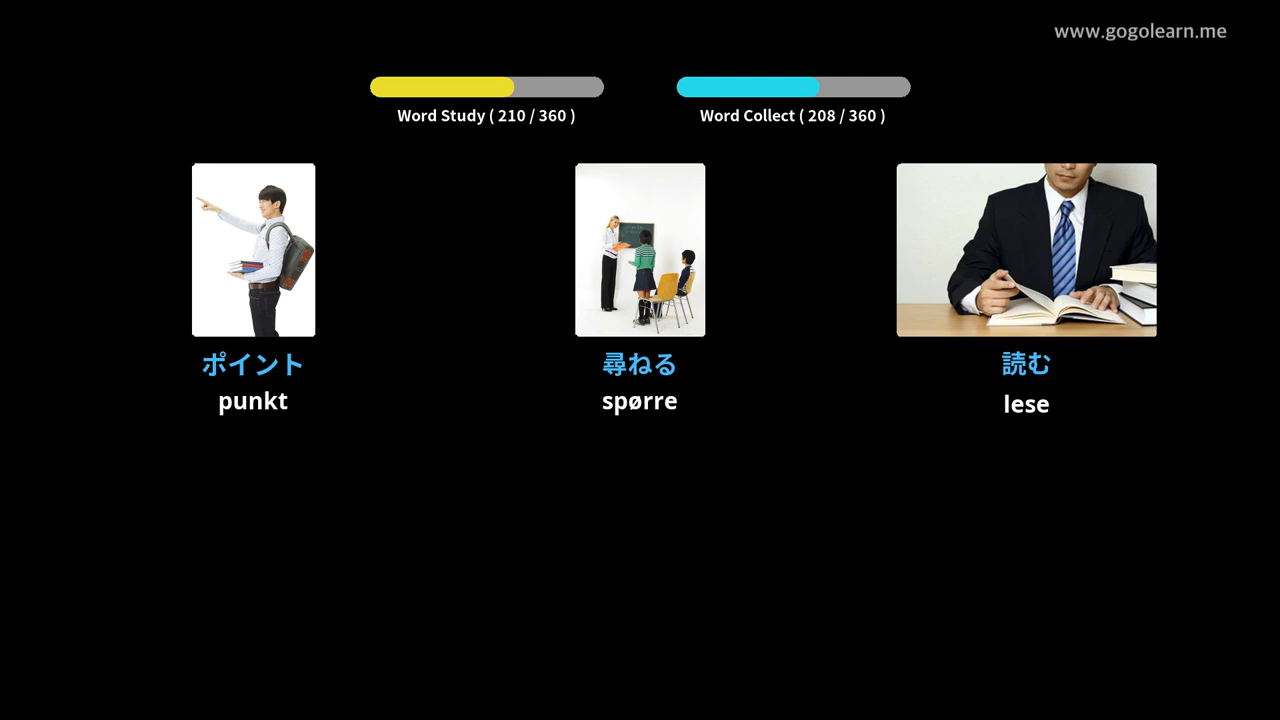 www.gogolearn.me
Word Study ( 210 / 360 )
Word Collect ( 208 / 360 )
ポイント
punkt
尋ねる
spørre
読む
lese